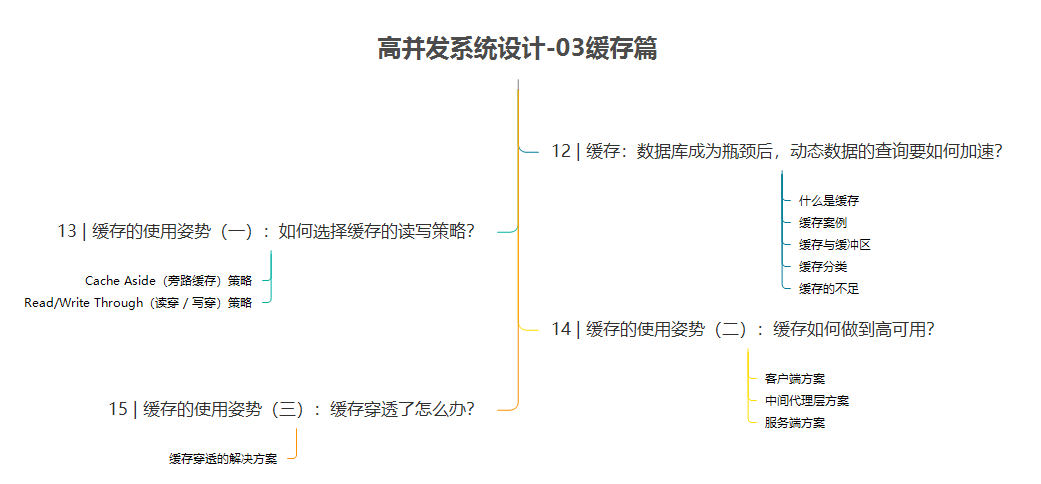 高并发系统设计-03缓存篇
12 | 缓存：数据库成为瓶颈后，动态数据的查询要如何加速？
什么是缓存
缓存案例
缓存与缓冲区
缓存分类
缓存的不足
13 | 缓存的使用姿势（一）：如何选择缓存的读写策略？
Cache Aside（旁路缓存）策略
Read/Write Through（读穿 / 写穿）策略
14 | 缓存的使用姿势（二）：缓存如何做到高可用？
客户端方案
中间代理层方案
服务端方案
15 | 缓存的使用姿势（三）：缓存穿透了怎么办？
缓存穿透的解决方案